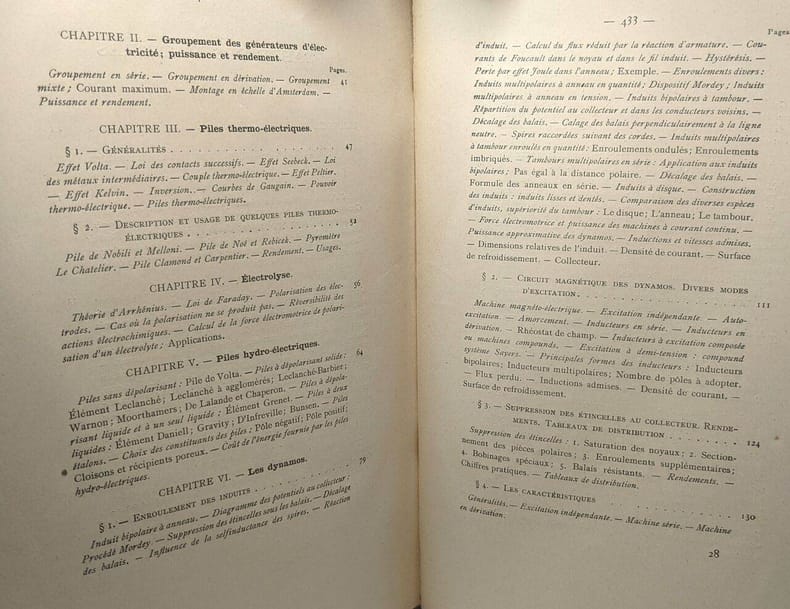 CHAPITRE II. — Groupement des générateurs d'élec-
tricité; puissance et rendement.
Pages.
Groupement en série. — Groupement en dérivation. — Groupement 41
mixte; Courant maximum. — Montage en échelle d'Amsterdam. —
Puissance et rendement.
CHAPITRE III. — Piles thermo-électriques.
§ 1. — GÉNÉRALITÉS . . . . . . . . . . . . . . . . . 47
Effet Volta. — Loi des contacts successifs. — Effet Seebeck. — Loi
des métaux intermédiaires. — Couple thermo-électrique. — Effet Peltier.
— Effet Kelvin. — Inversion. — Courbes de Gaugain. — Pouvoir
thermo-électrique. — Piles thermo-électriques.
§ 2. — DESCRIPTION ET USAGE DE QUELQUES PILES THERMO-
ÉLECTRIQUES . . . . . . . . . . . . . . . . . 52
Pile de Nobili et Melloni. — Pile de Noé et Rebicek. — Pyromètre
Le Chatelier. — Pile Clamond et Carpentier. — Rendement. — Usages.
CHAPITRE IV. — Électrolyse.
Théorie d'Arrhénius. — Loi de Faraday. — Polarisation des élec- 56
trodes. — Cas où la polarisation ne se produit pas. — Réversibilité des
actions électrochimiques. — Calcul de la force électromotrice de polari-
sation d'un électrolyte; Applications.
CHAPITRE V. — Piles hydro-électriques.
Piles sans dépolarisant : Pile de Volta. — Piles à dépolarisant solide : 64
Élément Leclanché; Leclanché à agglomérés; Leclanché-Barbier;
Warnon; Moorthamers; De Lalande et Chaperon. — Piles à dépola-
risant liquide et à un seul liquide : Élément Grenet. — Piles à deux
liquides : Élément Daniell; Gravity; D'Infreville; Bunsen. — Piles
étalons. — Choix des constituants des piles : Pôle négatif; Pôle positif;
Cloisons et récipients poreux. — Coût de l'énergie fournie par les piles
hydro-électriques.
CHAPITRE VI. — Les dynamos.
§ 1. — ENROULEMENT DES INDUITS . . . . . . . . . . . 79
Induit bipolaire à anneau. — Diagramme des potentiels au collecteur :
Procédé Mordey. — Suppression des étincelles sous les balais. — Décalage
des balais. — Influence de la selfinductance des spires. — Réaction
— 433 —
Pages
d'induit. — Calcul du flux réduit par la réaction d'armature. — Cou-
rants de Foucault dans le noyau et dans le fil induit. — Hystérésis. —
Perte par effet Joule dans l'anneau; Exemple. — Enroulements divers :
Induits multipolaires à anneau en quantité; Dispositif Mordey; Induits
multipolaires à anneau en tension. — Induits bipolaires à tambour. —
Répartition du potentiel au collecteur et dans les conducteurs voisins. —
Décalage des balais. — Calage des balais perpendiculairement à la ligne
neutre. — Spires raccordées suivant des cordes. — Induits multipolaires
à tambour enroulés en quantité : Enroulements ondulés; Enroulements
imbriqués. — Tambours multipolaires en série : Application aux induits
bipolaires; Pas égal à la distance polaire. — Décalage des balais. —
Formule des anneaux en série. — Induits à disque. — Construction
des induits : induits lisses et dentés. — Comparaison des diverses espèces
d'induits, supériorité du tambour : Le disque; L'anneau; Le tambour.
— Force électromotrice et puissance des machines à courant continu. —
Puissance approximative des dynamos. — Inductions et vitesses admises.
— Dimensions relatives de l'induit. — Densité de courant. — Surface
de refroidissement. — Collecteur.
§ 2. — CIRCUIT MAGNÉTIQUE DES DYNAMOS. DIVERS MODES
D'EXCITATION. . . . . . . . . . . . . . . . . 111
Machine magnéto-électrique. — Excitation indépendante. — Auto-
excitation. — Amorcement. — Inducteurs en série. — Inducteurs en
dérivation. — Rhéostat de champ. — Inducteurs à excitation composée
ou machines compounds. — Excitation à demi-tension : compound
système Sayers. — Principales formes des inducteurs : Inducteurs
bipolaires; Inducteurs multipolaires; Nombre de pôles à adopter.
— Flux perdu. — Inductions admises. — Densité de courant. —
Surface de refroidissement.
§ 3. — SUPPRESSION DES ÉTINCELLES AU COLLECTEUR. RENDE-
MENTS. TABLEAUX DE DISTRIBUTION . . . . . . . . 124
Suppression des étincelles : 1. Saturation des noyaux; 2. Section-
nement des pièces polaires; 3. Enroulements supplémentaires;
4. Bobinages spéciaux; 5. Balais résistants. — Rendements. —
Chiffres pratiques. — Tableaux de distribution.
§ 4. — LES CARACTÉRISTIQUES . . . . . . . . . . . 130
Généralités. — Excitation indépendante. — Machine série. — Machine
en dérivation.
28